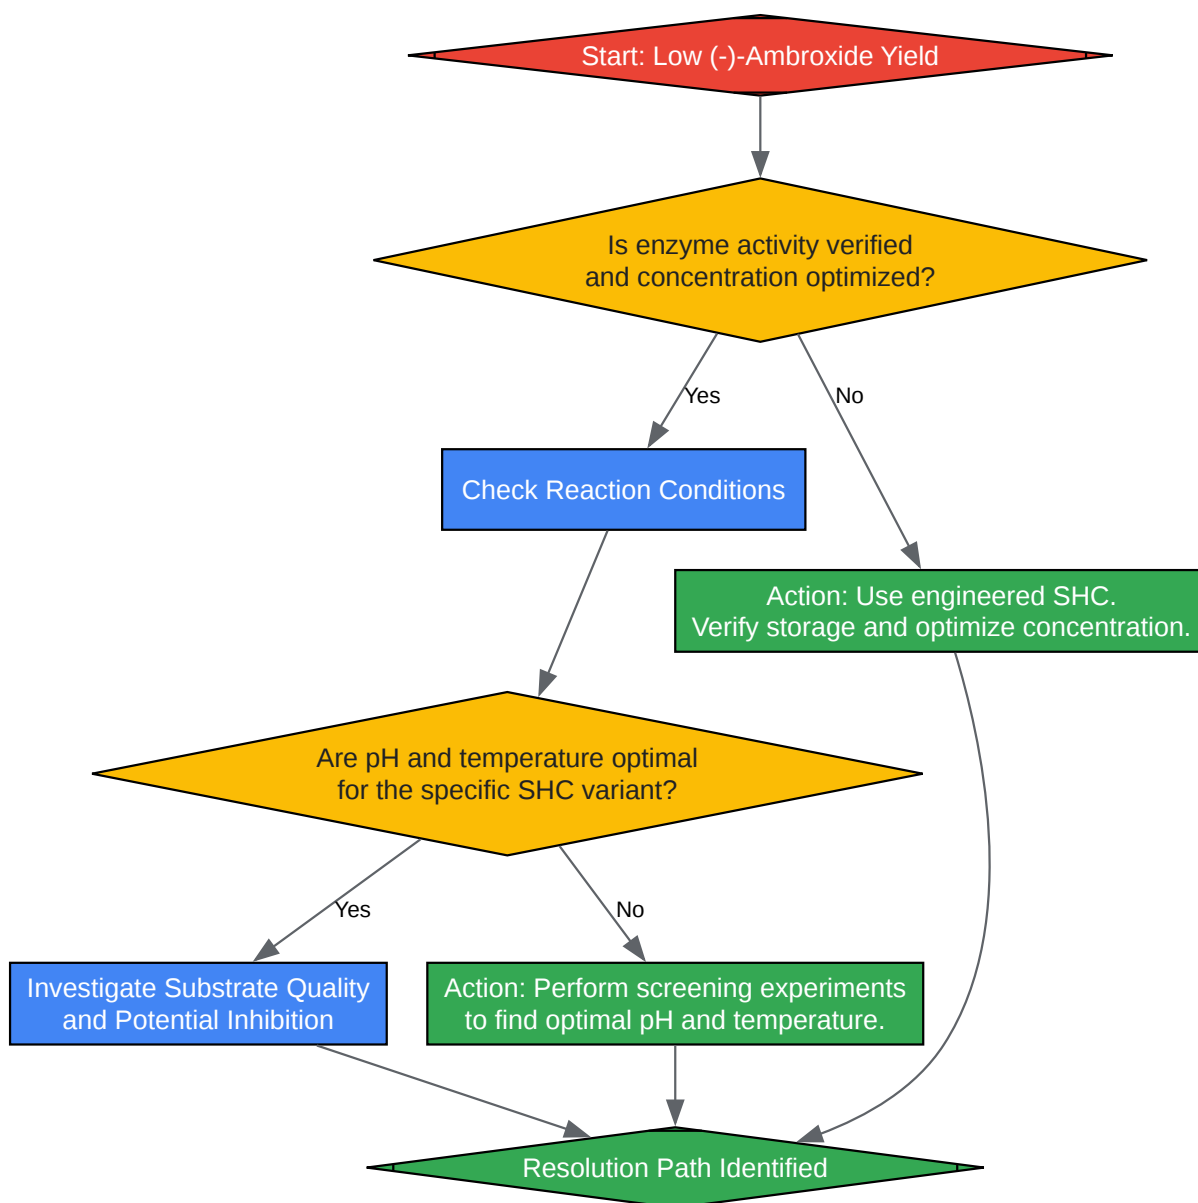 Start: Low (-)-Ambroxide Yield
Is enzyme activity verified
and concentration optimized?
Yes
No
Check Reaction Conditions
Action: Use engineered SHC.
Verify storage and optimize concentration.
Are pH and temperature optimal
for the specific SHC variant?
Yes
No
Investigate Substrate Quality
and Potential Inhibition
Action: Perform screening experiments
to find optimal pH and temperature.
Resolution Path Identified